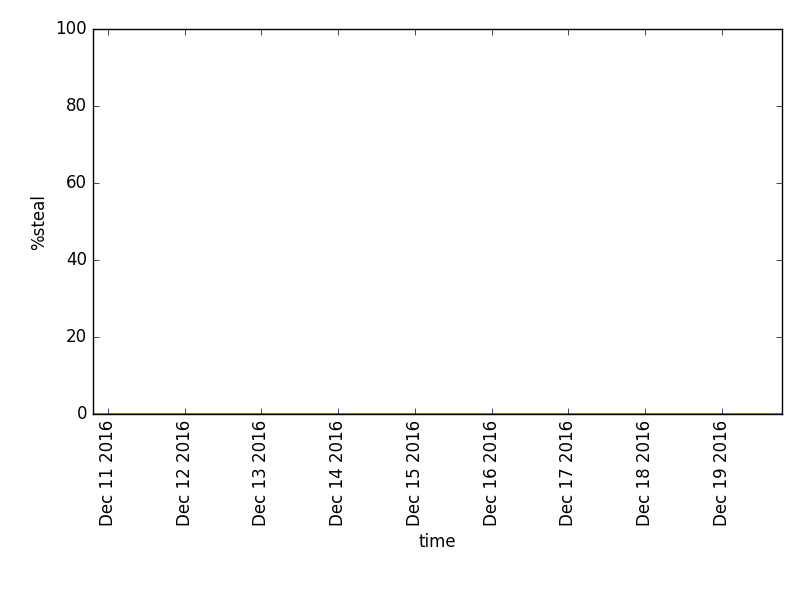 100
80
60
40
20
0
%steal
Dec 11 2016
Dec 12 2016
Dec 13 2016
Dec 14 2016
Dec 15 2016
Dec 16 2016
Dec 17 2016
Dec 18 2016
Dec 19 2016
time